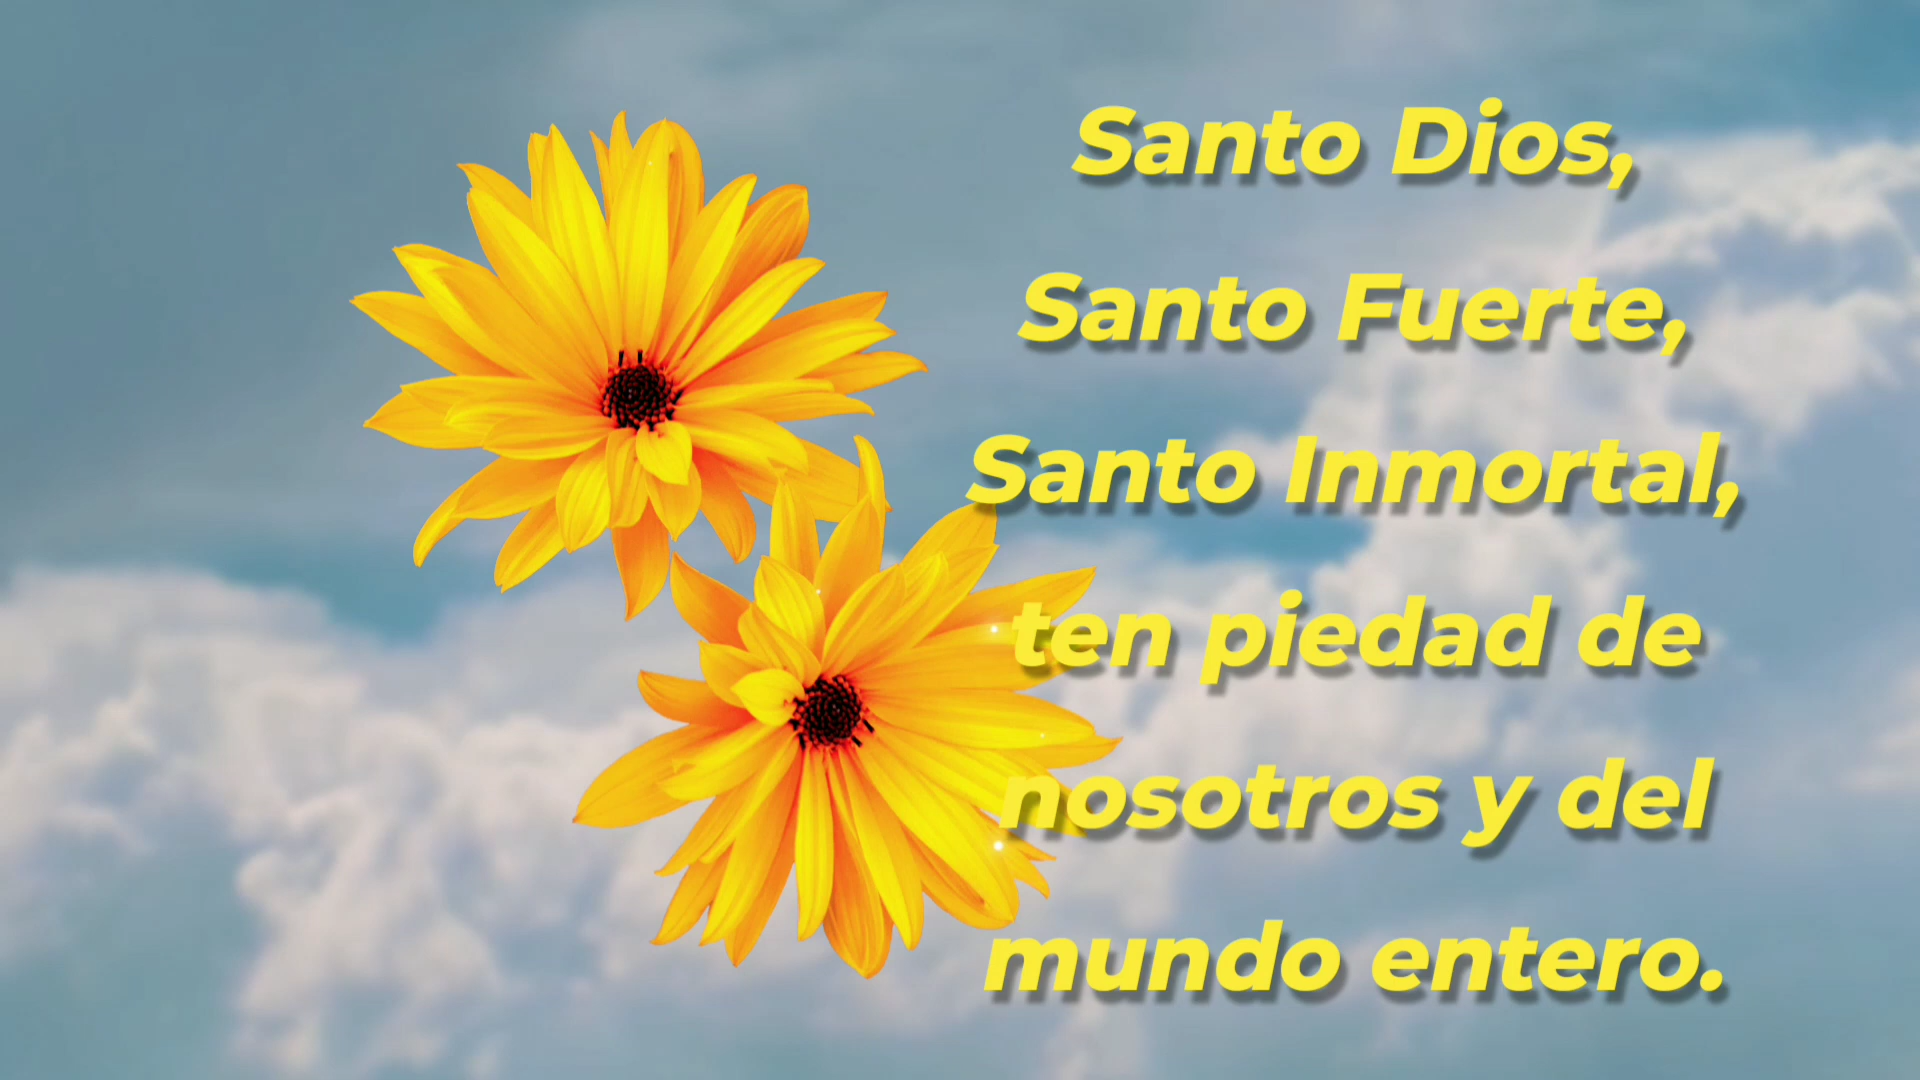 Santo Dios,
Santo Fuerte,
Santo Inmortal,
ten piedad de
nosotros y del
mundo entero.